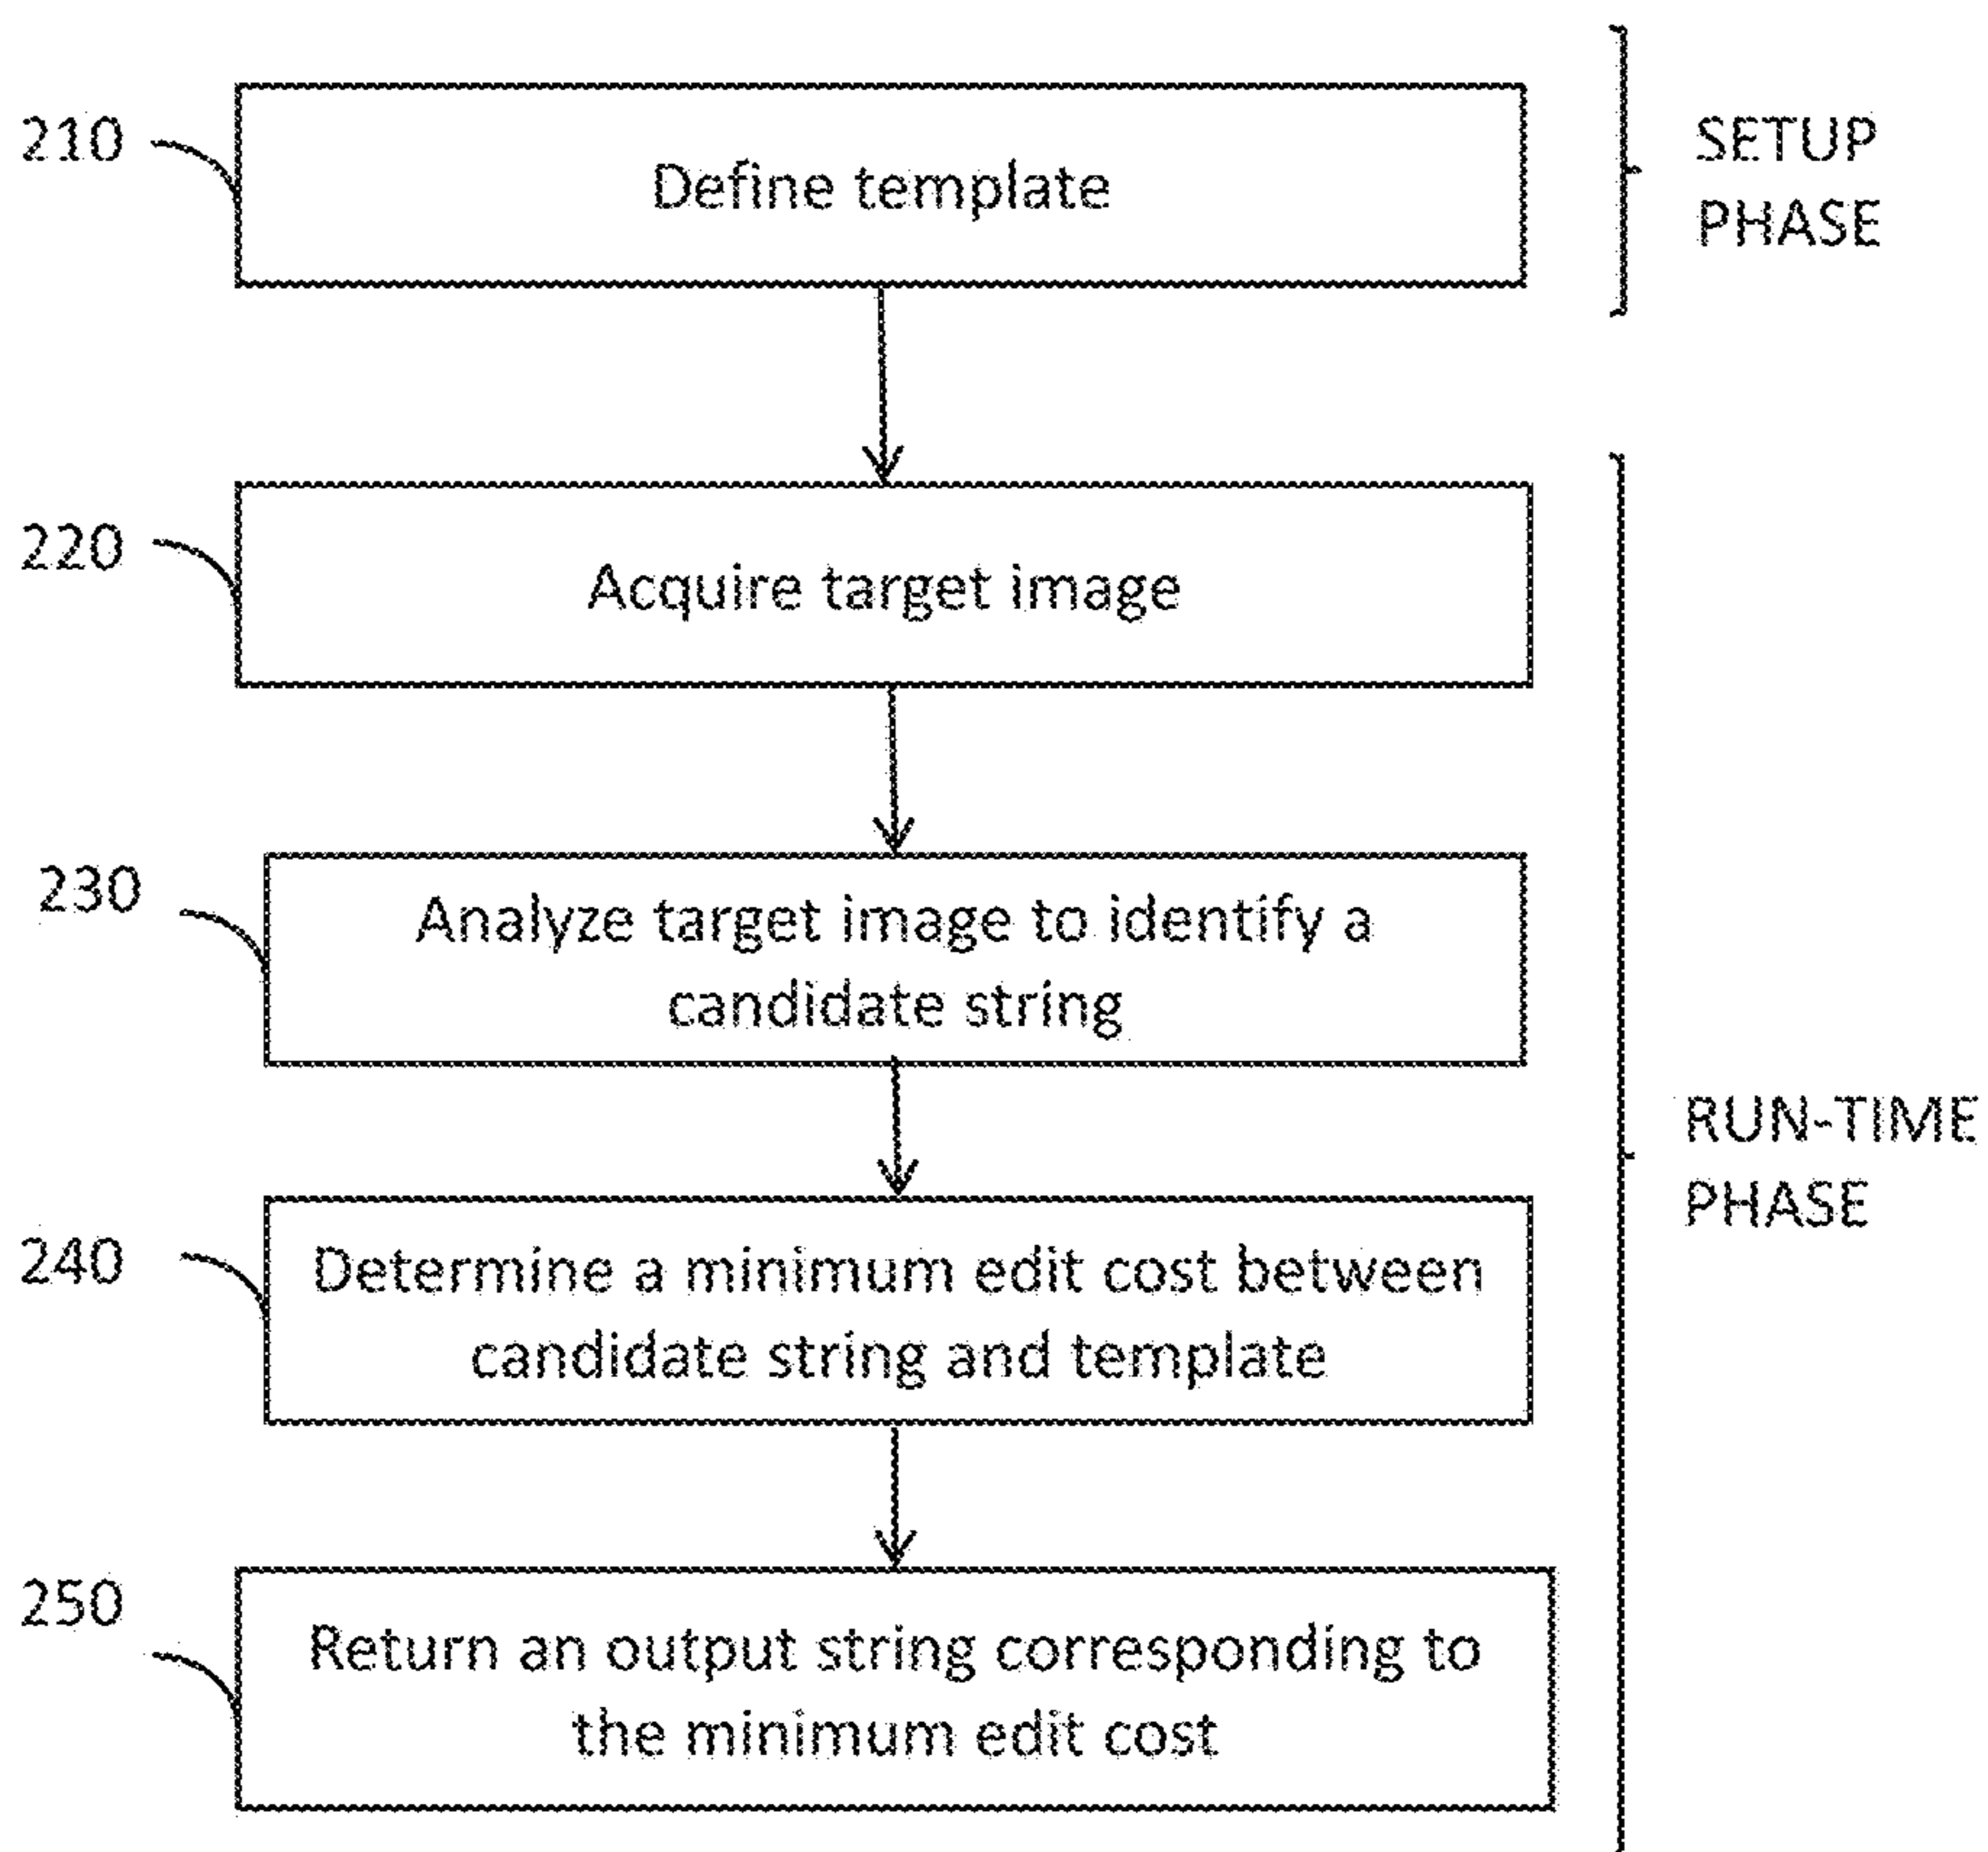 210
Define template
SETUP
PHASE
220
Acquire target image
230
Analyze target image to identify a
candidate string
RUN-TIME
PHASE
240
Determine a minimum edit cost between
candidate string and template
250
Return an output string corresponding to
the minimum edit cost